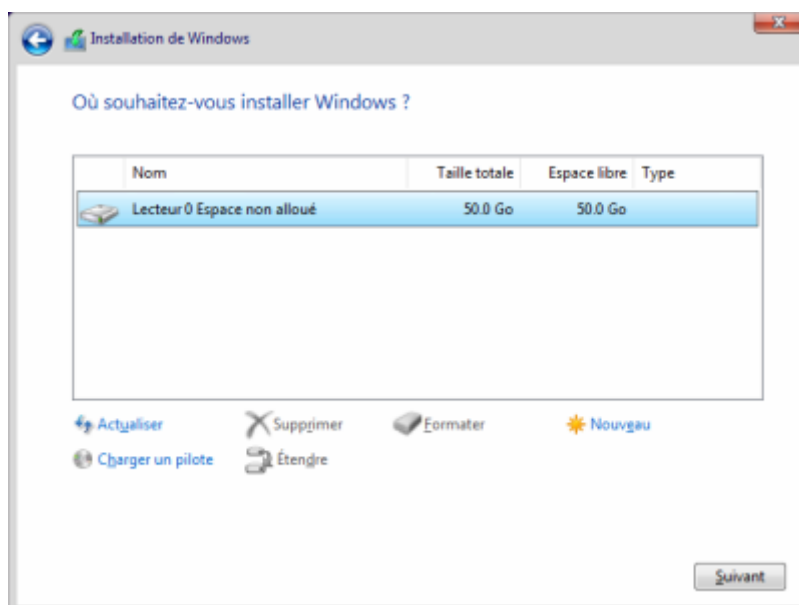 Installation de Windows
Où souhaitez-vous installer Windows ?
Nom Taille totale Espace libre Type
Lecteur 0 Espace non alloué 50.0 Go 50.0 Go
Actualiser Supprimer Formater Nouveau
Charger un pilote Étendre
Suivant